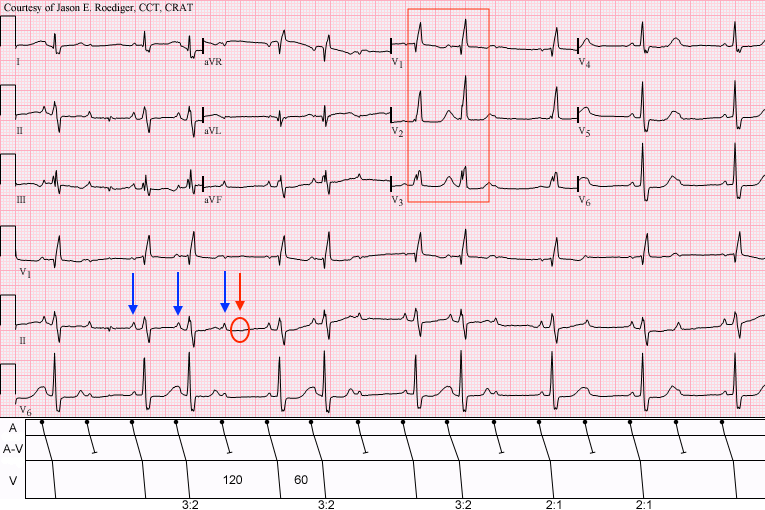 Courtesy of Jason E. Roediger, CCT, CRAT
I aVR V1 V4
II aVL V2 V5
III aVF V3 V6
V1
II
V6
A
A-V
V 120 60
3:2 3:2 3:2 2:1 2:1